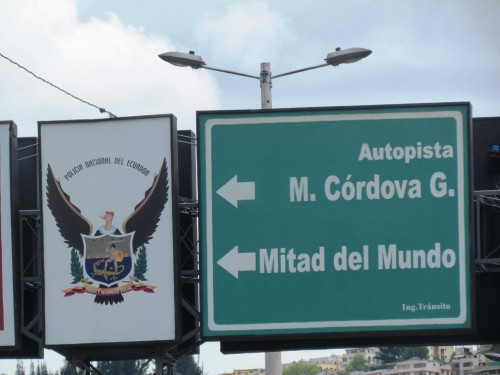 POLICIA NACIONAL DEL ECUADOR
Autopista
M. Córdova G.
Mitad del Mundo
Ing.Tránsito